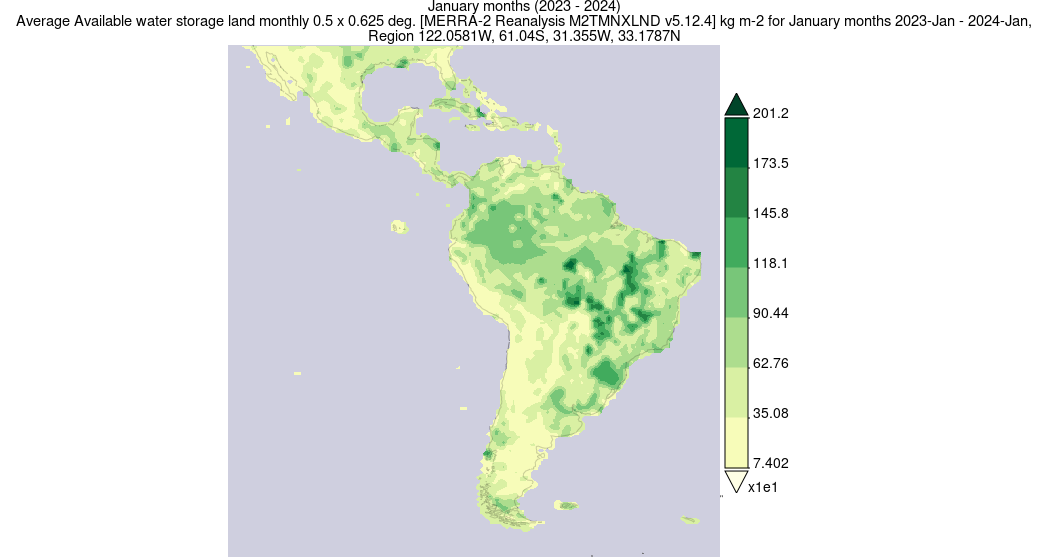 January months (2023 - 2024)
Average Available water storage land monthly 0.5 x 0.625 deg. [MERRA-2 Reanalysis M2TMNXLND v5.12.4] kg m-2 for January months 2023-Jan - 2024-Jan,
Region 122.0581W, 61.04S, 31.355W, 33.1787N
201.2
173.5
145.8
118.1
90.44
62.76
35.08
7.402
x1e1